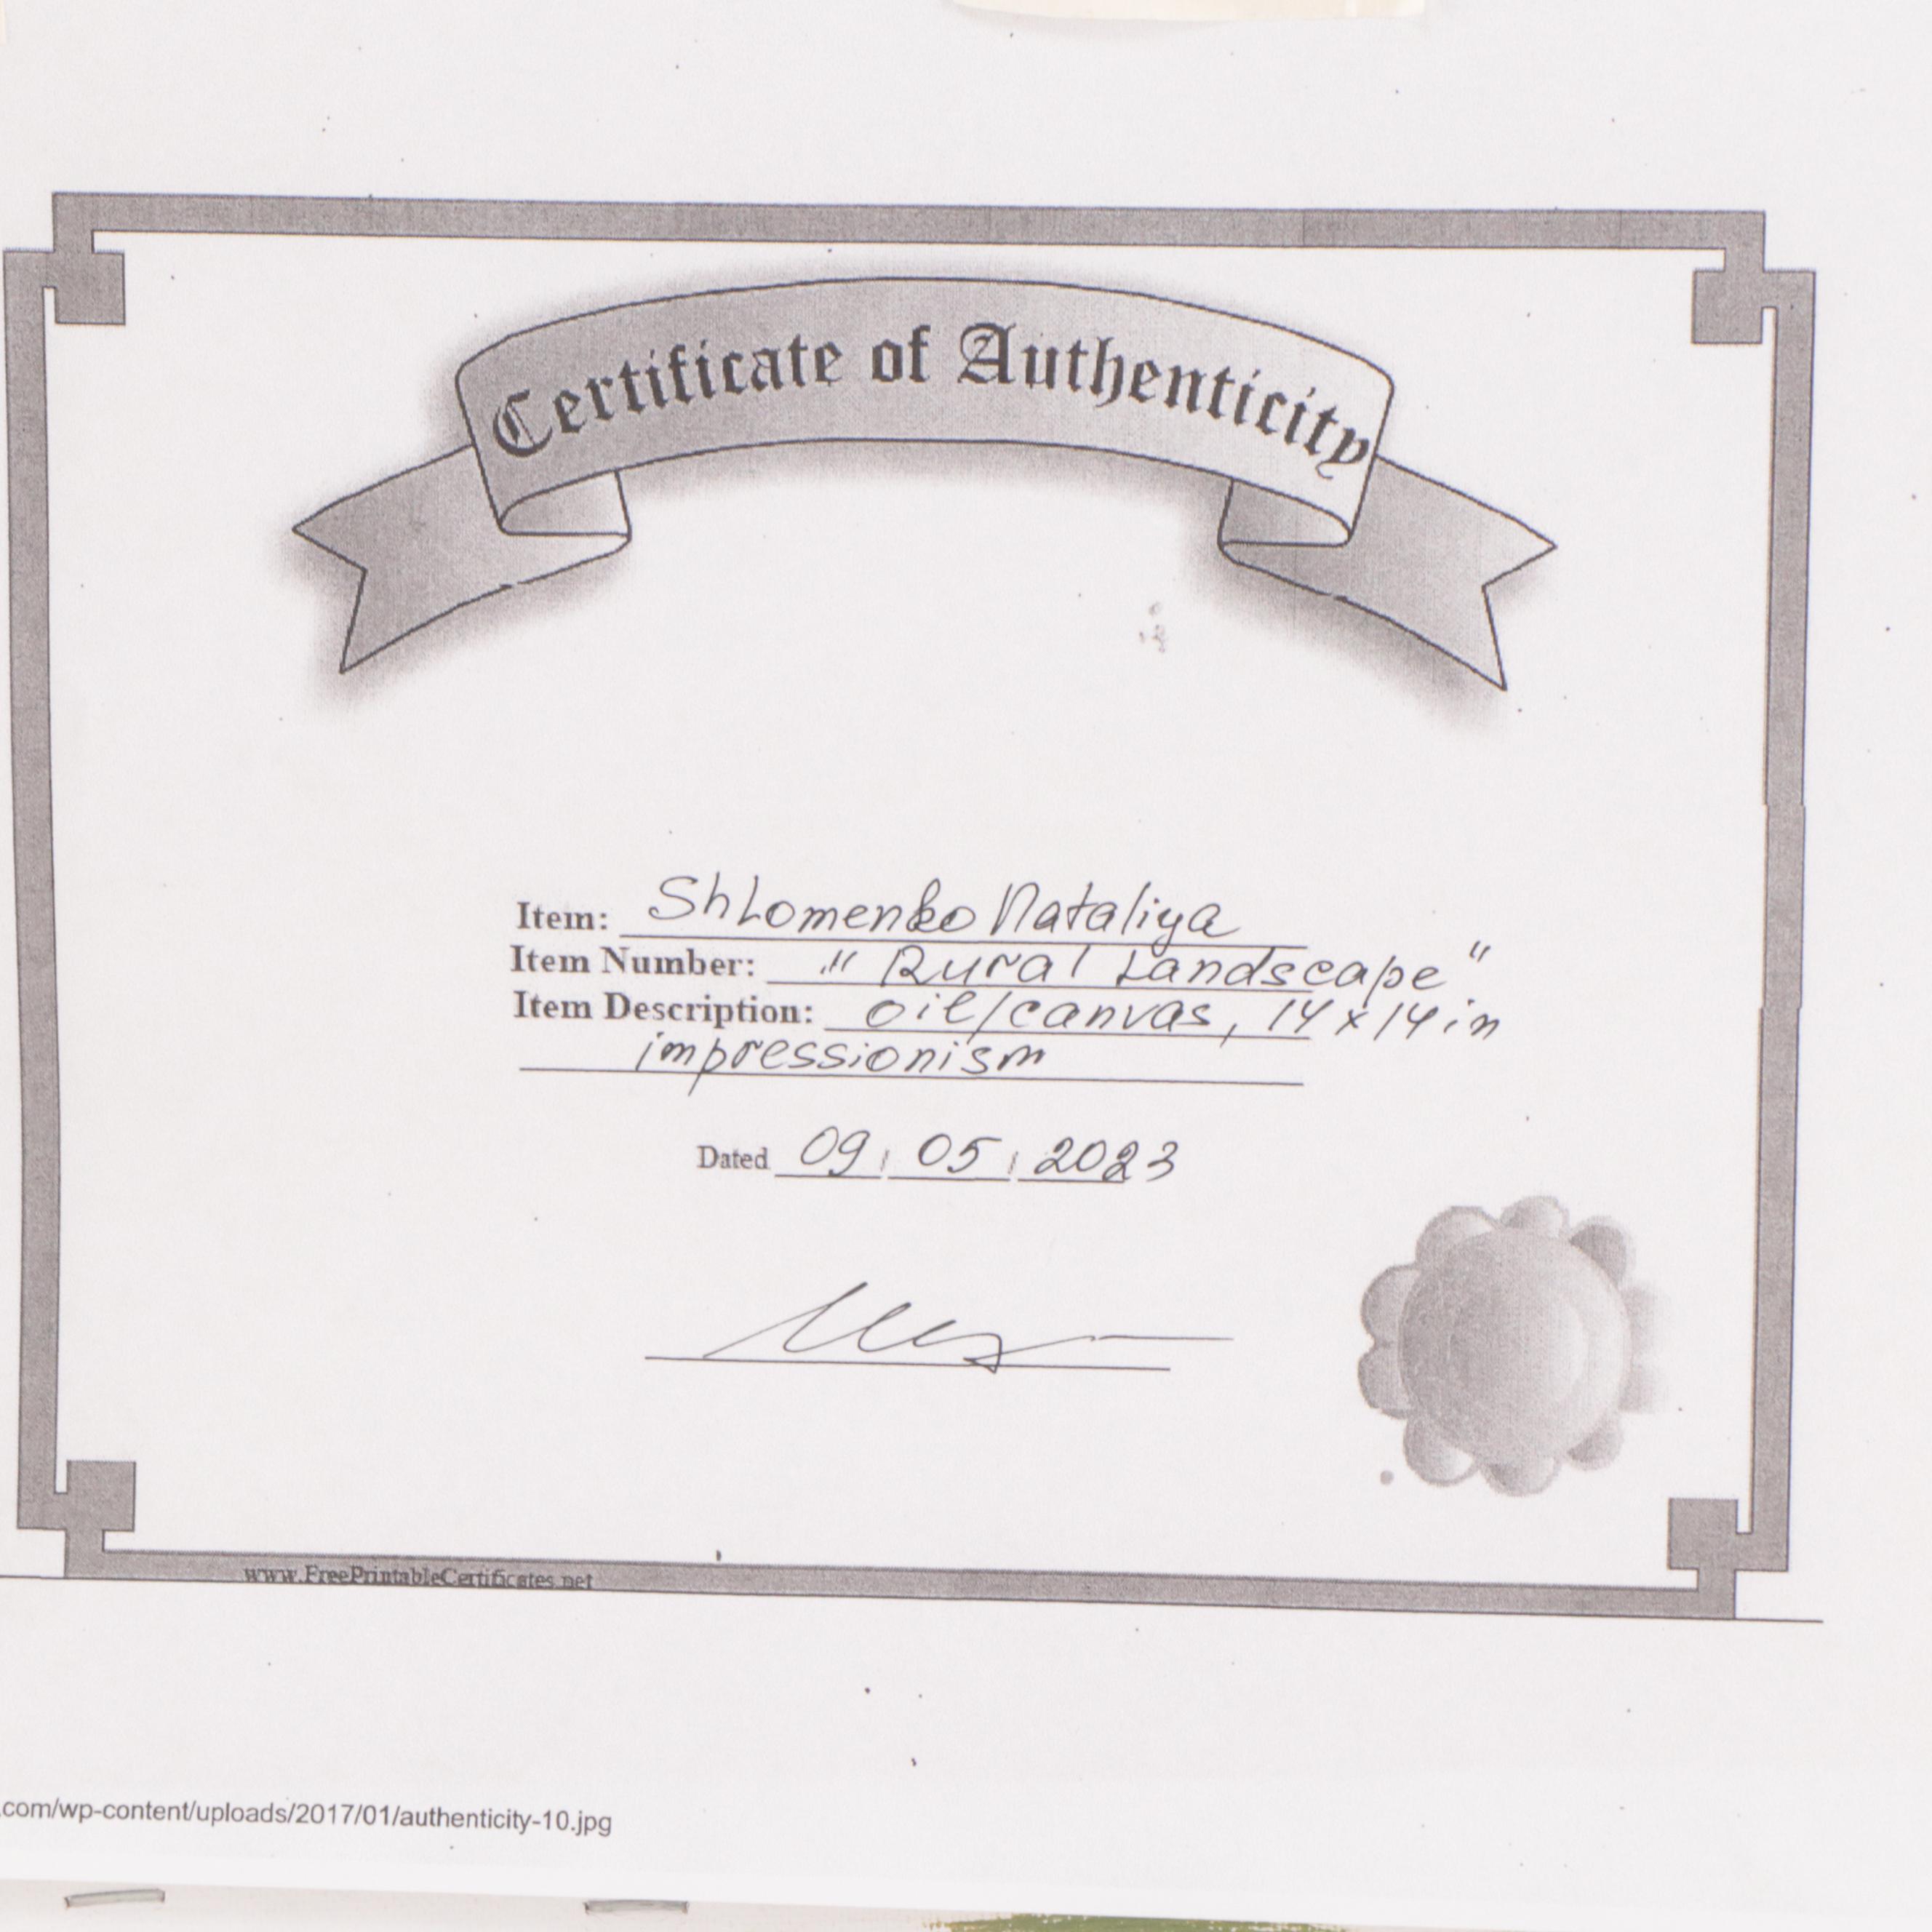 Certificate of Authenticity
Item: Shlomenko Nataliya
Item Number: "Rural Landscape"
Item Description: oil/canvas, 14x14in
impressionism
Dated 09, 05, 2023
www.FreePrintableCertificates.net
.com/wp-content/uploads/2017/01/authenticity-10.jpg